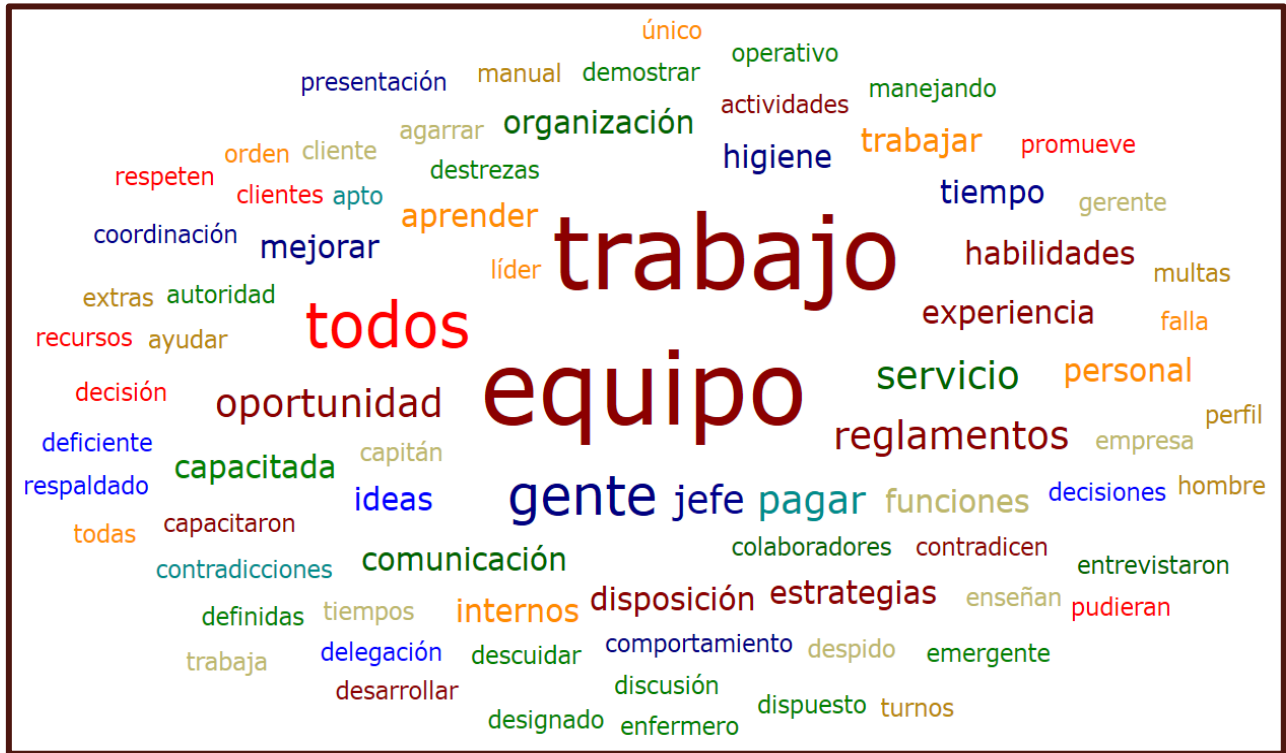 único
operativo
presentación manual demostrar
actividades manejando
agarrar organización
orden cliente higiene trabajar promueve
respeten destrezas
clientes apto tiempo gerente
aprender trabajo
coordinación mejorar habilidades
líder multas
extras autoridad
todos experiencia falla
recursos ayudar
equipo servicio personal
decisión oportunidad
perfil
deficiente reglamentos empresa
capitán
capacitada
respaldado ideas gente jefe pagar funciones decisiones hombre
todas capacitaron
comunicación colaboradores contradicen
contradicciones entrevistaron
disposición estrategias enseñan
definidas tiempos internos pudieran
trabaja delegación descuidar comportamiento despido emergente
desarrollar discusión
designado enfermero dispuesto turnos